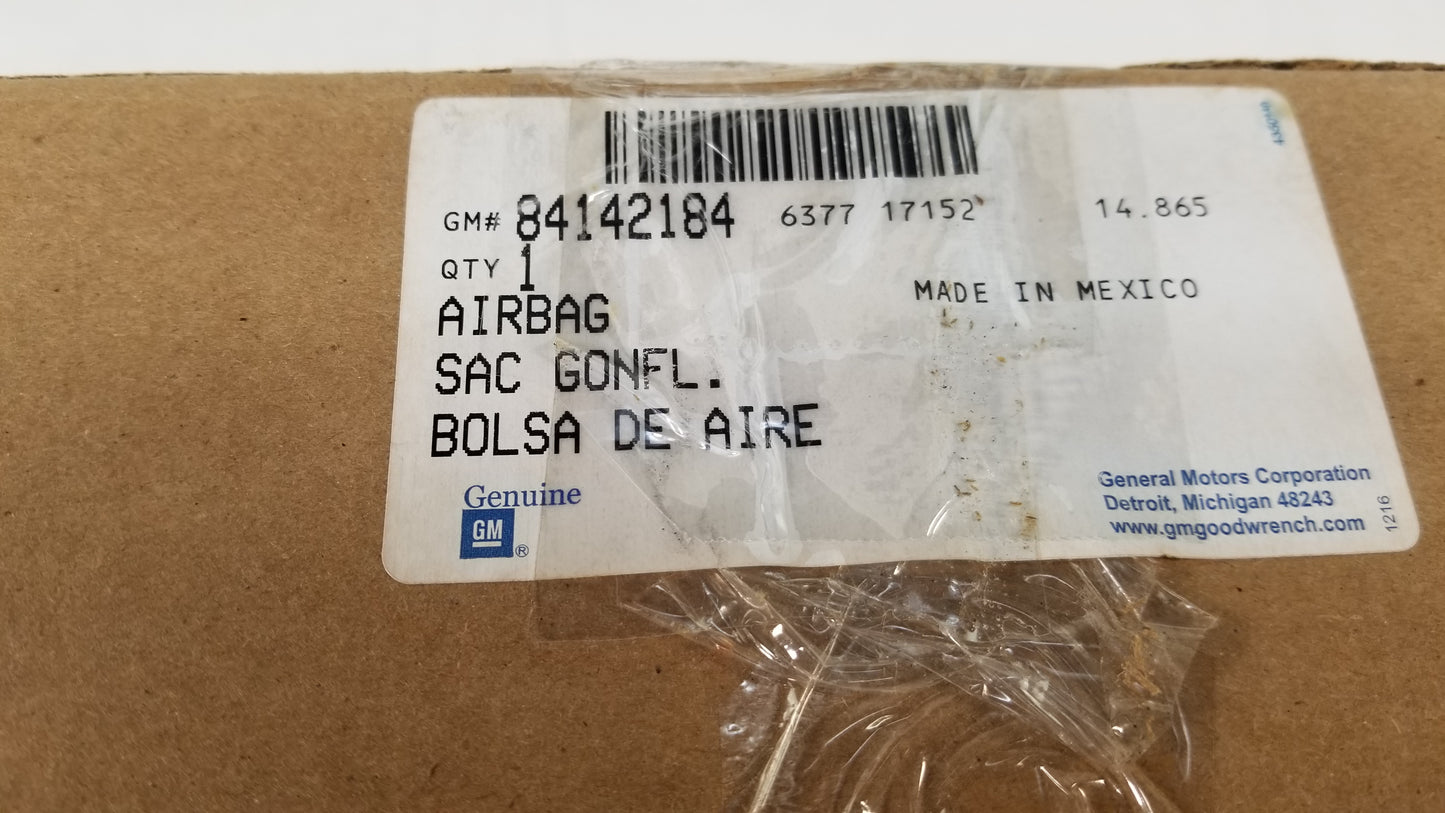 GM# 84142184 6377 17152 14.865
QTY 1
MADE IN MEXICO
AIRBAG
SAC GONFL.
BOLSA DE AIRE
Genuine
GM ®
General Motors Corporation
Detroit, Michigan 48243
www.gmgoodwrench.com
1216